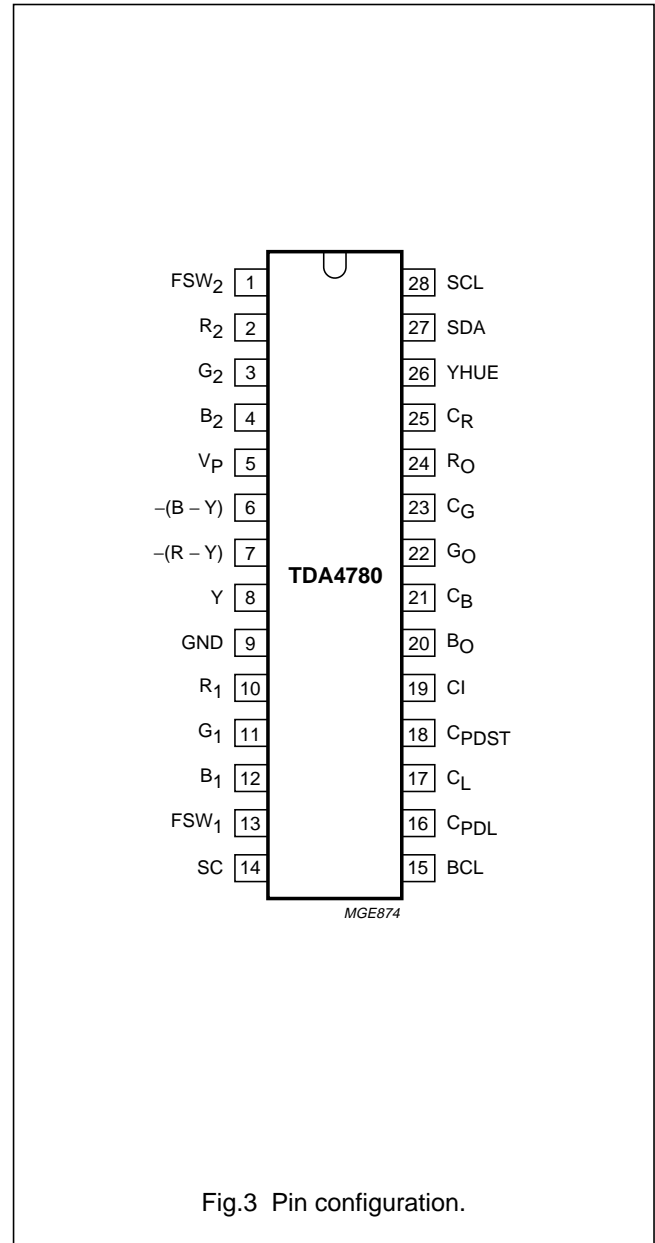 FSW2 1 28 SCL
R2 2 27 SDA
G2 3 26 YHUE
B2 4 25 CR
VP 5 24 RO
−(B − Y) 6 23 CG
−(R − Y) 7 22 GO
TDA4780
Y 8 21 CB
GND 9 20 BO
R1 10 19 CI
G1 11 18 CPDST
B1 12 17 CL
FSW1 13 16 CPDL
SC 14 15 BCL
MGE874
Fig.3 Pin configuration.